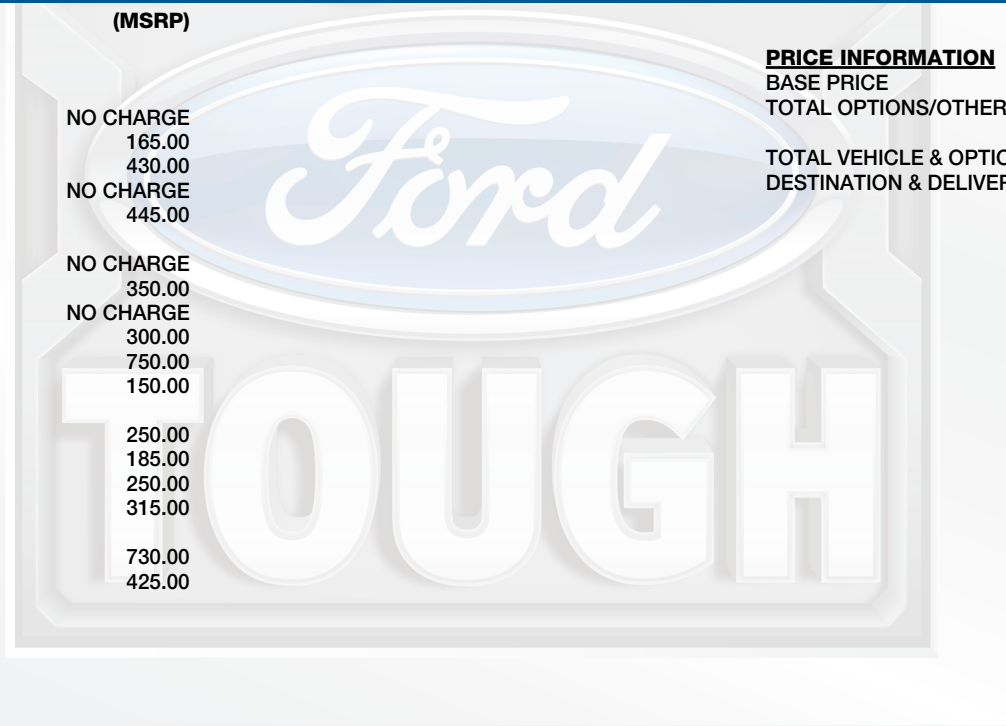 (MSRP)
NO CHARGE
165.00
430.00
NO CHARGE
445.00
NO CHARGE
350.00
NO CHARGE
300.00
750.00
150.00
250.00
185.00
250.00
315.00
730.00
425.00
PRICE INFORMATION
BASE PRICE
TOTAL OPTIONS/OTHER
TOTAL VEHICLE & OPTIO
DESTINATION & DELIVER
Ford
TOUGH